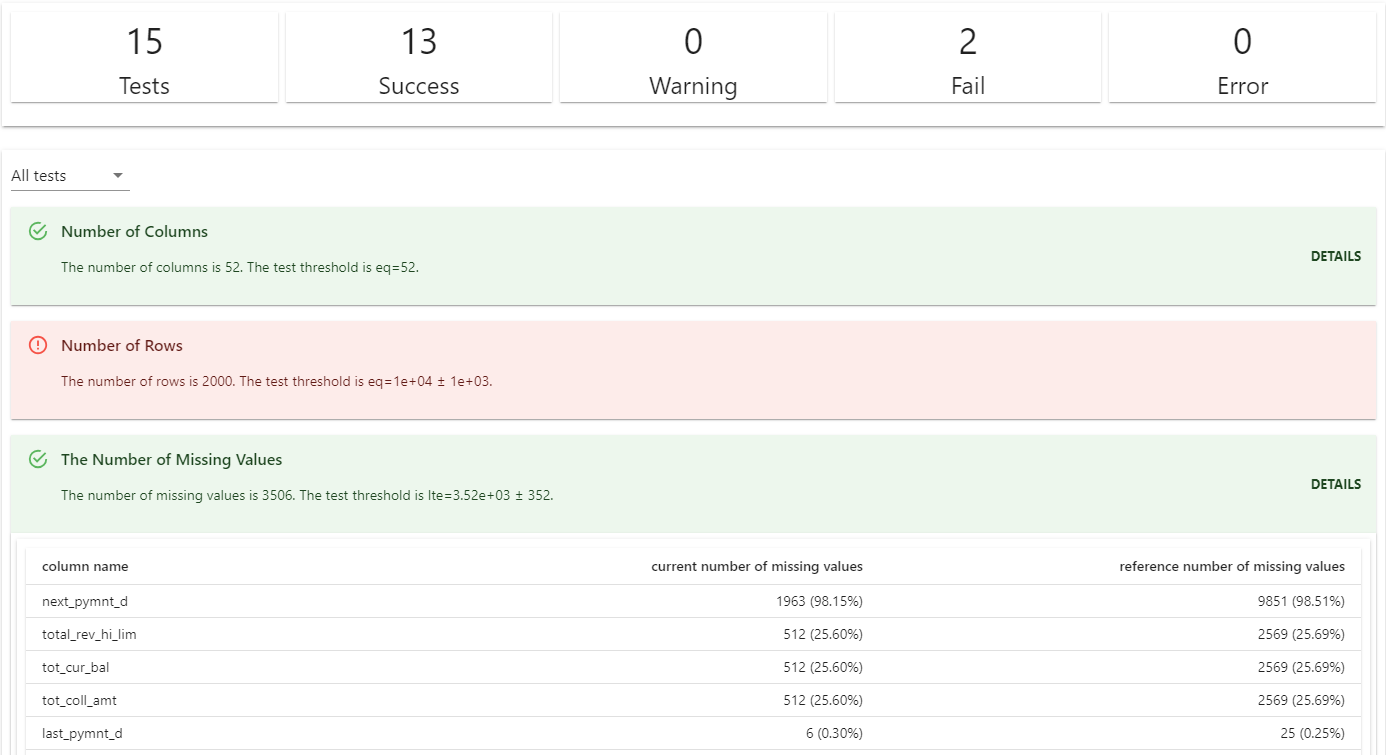 15 13 0 2 0
Tests Success Warning Fail Error
All tests
Number of Columns
DETAILS
The number of columns is 52. The test threshold is eq=52.
Number of Rows
The number of rows is 2000. The test threshold is eq=1e+04 ± 1e+03.
The Number of Missing Values
DETAILS
The number of missing values is 3506. The test threshold is lte=3.52e+03 ± 352.
column name current number of missing values reference number of missing values
next_pymnt_d 1963 (98.15%) 9851 (98.51%)
total_rev_hi_lim 512 (25.60%) 2569 (25.69%)
tot_cur_bal 512 (25.60%) 2569 (25.69%)
tot_coll_amt 512 (25.60%) 2569 (25.69%)
last_pymnt_d 6 (0.30%) 25 (0.25%)